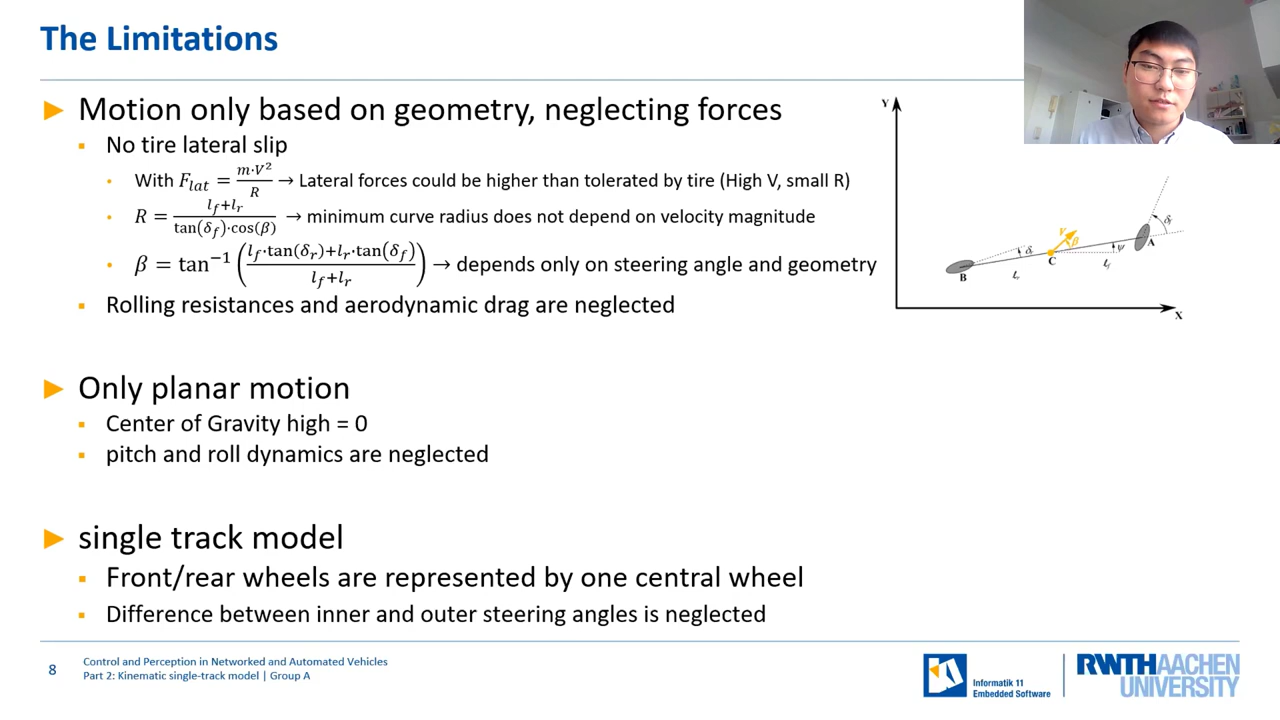 The Limitations
► Motion only based on geometry, neglecting forces
▪ No tire lateral slip
• With F_lat = m·V²/R → Lateral forces could be higher than tolerated by tire (High V, small R)
• R = (l_f+l_r)/(tan(δ_f)·cos(β)) → minimum curve radius does not depend on velocity magnitude
• β = tan⁻¹((l_f·tan(δ_r)+l_r·tan(δ_f))/(l_f+l_r)) → depends only on steering angle and geometry
▪ Rolling resistances and aerodynamic drag are neglected
► Only planar motion
▪ Center of Gravity high = 0
▪ pitch and roll dynamics are neglected
► single track model
▪ Front/rear wheels are represented by one central wheel
▪ Difference between inner and outer steering angles is neglected
Y
δ_f
V
β
A
δ_r
ψ
C
l_f
B
L_r
X
8
Control and Perception in Networked and Automated Vehicles
Part 2: Kinematic single-track model | Group A
Informatik 11
Embedded Software
RWTHAACHEN
UNIVERSITY